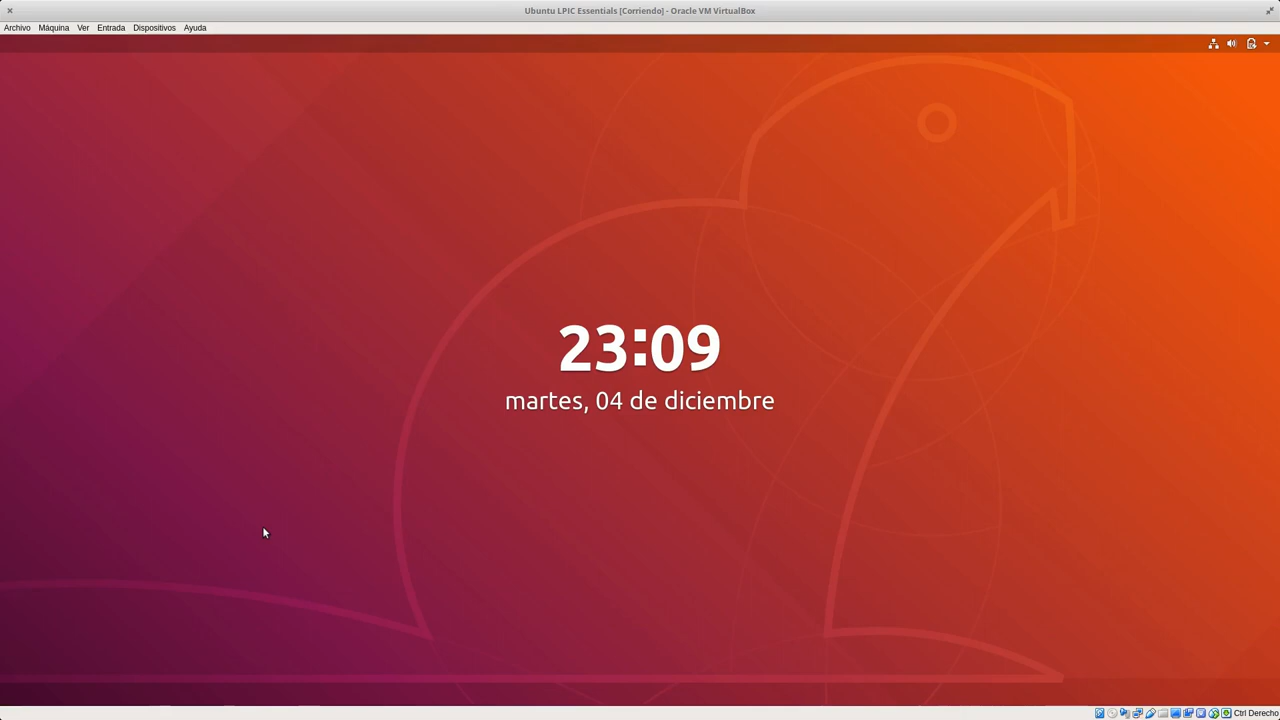 Ubuntu LPIC Essentials [Corriendo] - Oracle VM VirtualBox
Archivo Máquina Ver Entrada Dispositivos Ayuda
23:09
martes, 04 de diciembre
Ctrl Derecho